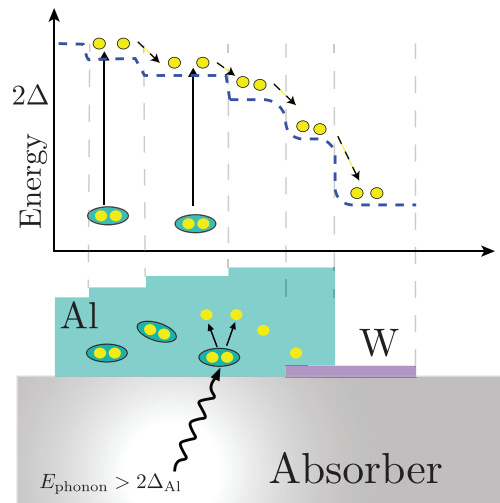 2Δ
Energy
Al
W
E_phonon > 2Δ_Al
Absorber